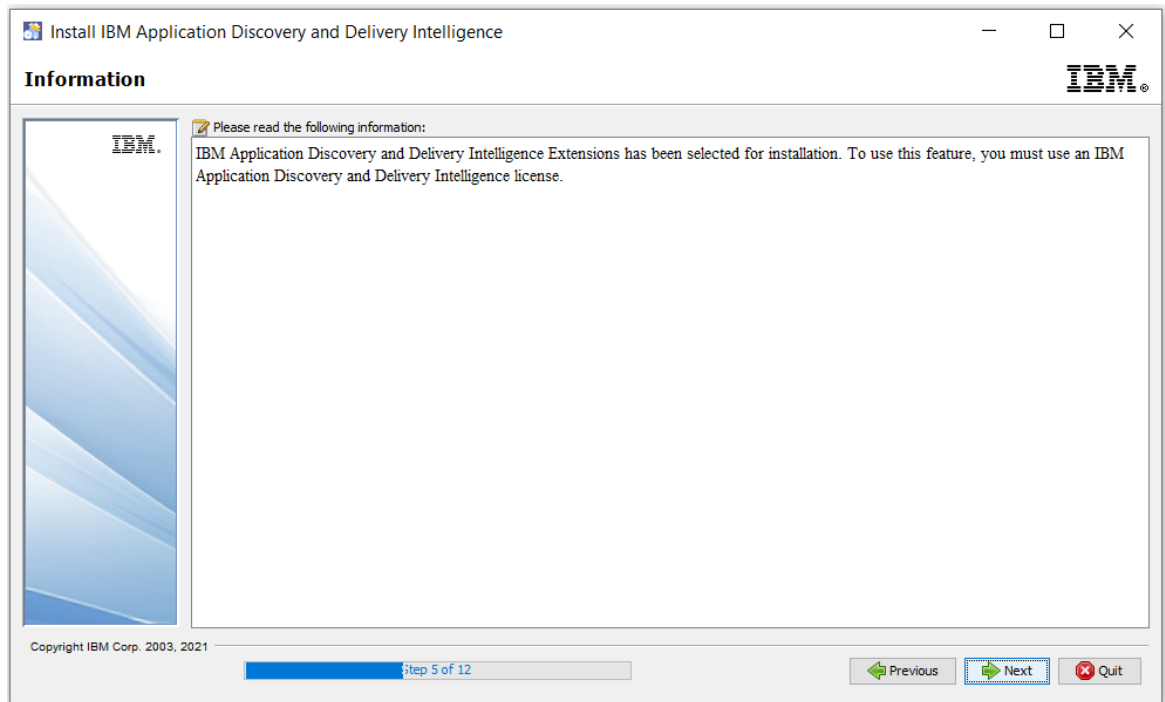 Install IBM Application Discovery and Delivery Intelligence
Information
IBM®
IBM.
Please read the following information:
IBM Application Discovery and Delivery Intelligence Extensions has been selected for installation. To use this feature, you must use an IBM
Application Discovery and Delivery Intelligence license.
Copyright IBM Corp. 2003, 2021
Step 5 of 12
Previous
Next
Quit